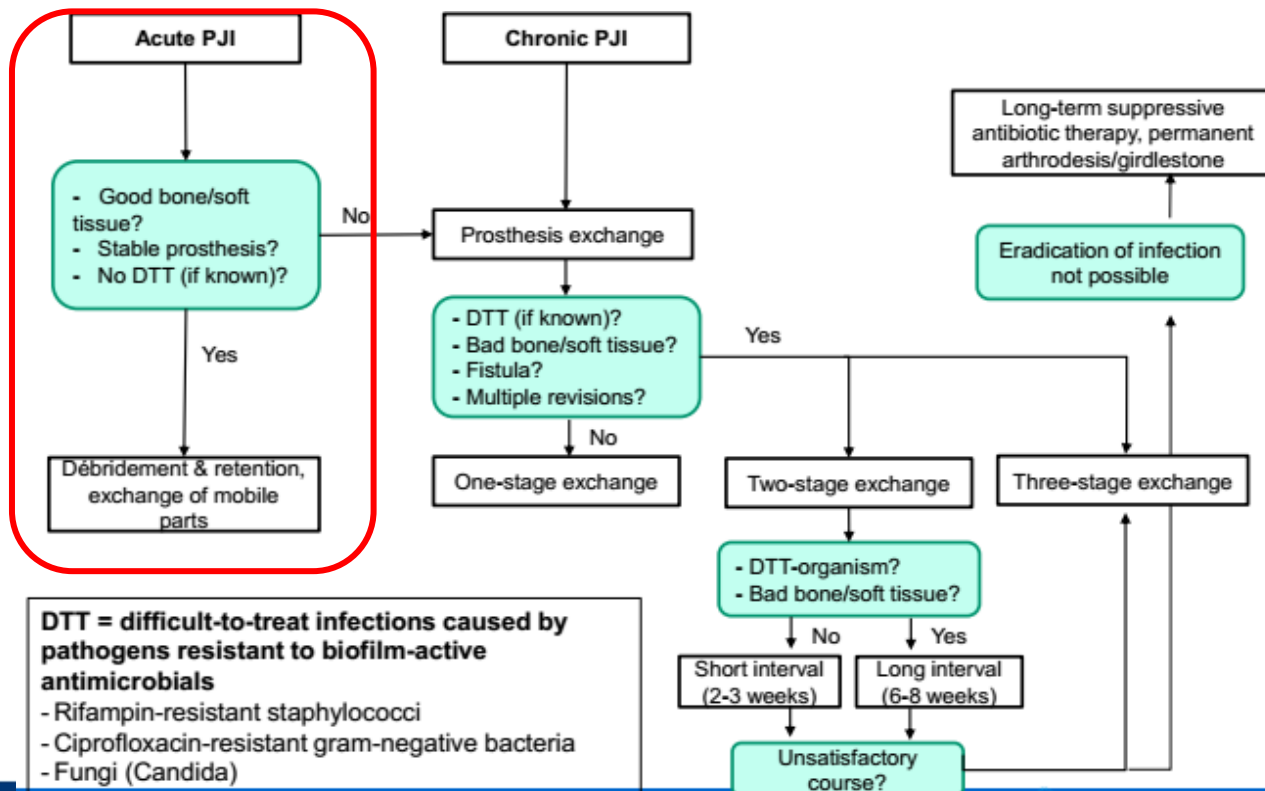 Acute PJI
Chronic PJI
- Good bone/soft
tissue?
- Stable prosthesis?
- No DTT (if known)?
No
Yes
Débridement & retention,
exchange of mobile
parts
Prosthesis exchange
- DTT (if known)?
- Bad bone/soft tissue?
- Fistula?
- Multiple revisions?
Yes
No
One-stage exchange
Two-stage exchange
Three-stage exchange
Long-term suppressive
antibiotic therapy, permanent
arthrodesis/girdlestone
Eradication of infection
not possible
- DTT-organism?
- Bad bone/soft tissue?
No
Yes
Short interval
(2-3 weeks)
Long interval
(6-8 weeks)
Unsatisfactory
course?
DTT = difficult-to-treat infections caused by
pathogens resistant to biofilm-active
antimicrobials
- Rifampin-resistant staphylococci
- Ciprofloxacin-resistant gram-negative bacteria
- Fungi (Candida)